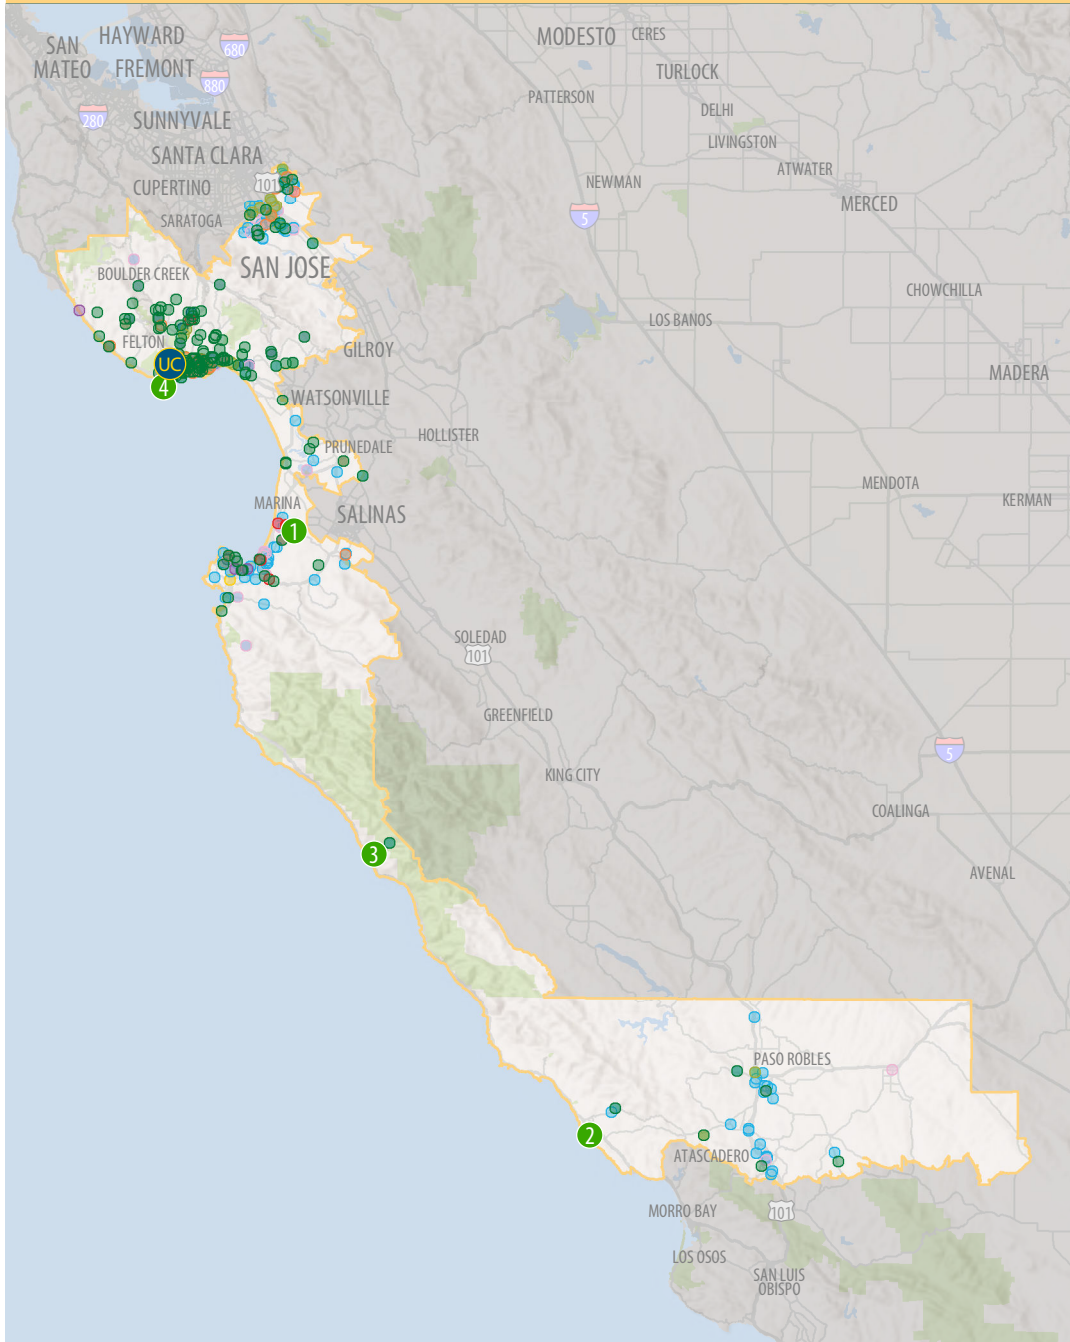 SAN
MATEO
HAYWARD
FREMONT
680
880
280
SUNNYVALE
SANTA CLARA
CUPERTINO
101
SARATOGA
MODESTO
CERES
TURLOCK
PATTERSON
DELHI
LIVINGSTON
ATWATER
NEWMAN
MERCED
5
SAN JOSE
BOULDER CREEK
CHOWCHILLA
LOS BANOS
FELTON
GILROY
UC
4
MADERA
WATSONVILLE
HOLLISTER
PRUNEDALE
MENDOTA
KERMAN
MARINA
SALINAS
1
SOLEDAD
101
GREENFIELD
5
KING CITY
COALINGA
3
AVENAL
PASO ROBLES
2
ATASCADERO
MORRO BAY
101
LOS OSOS
SAN LUIS
OBISPO